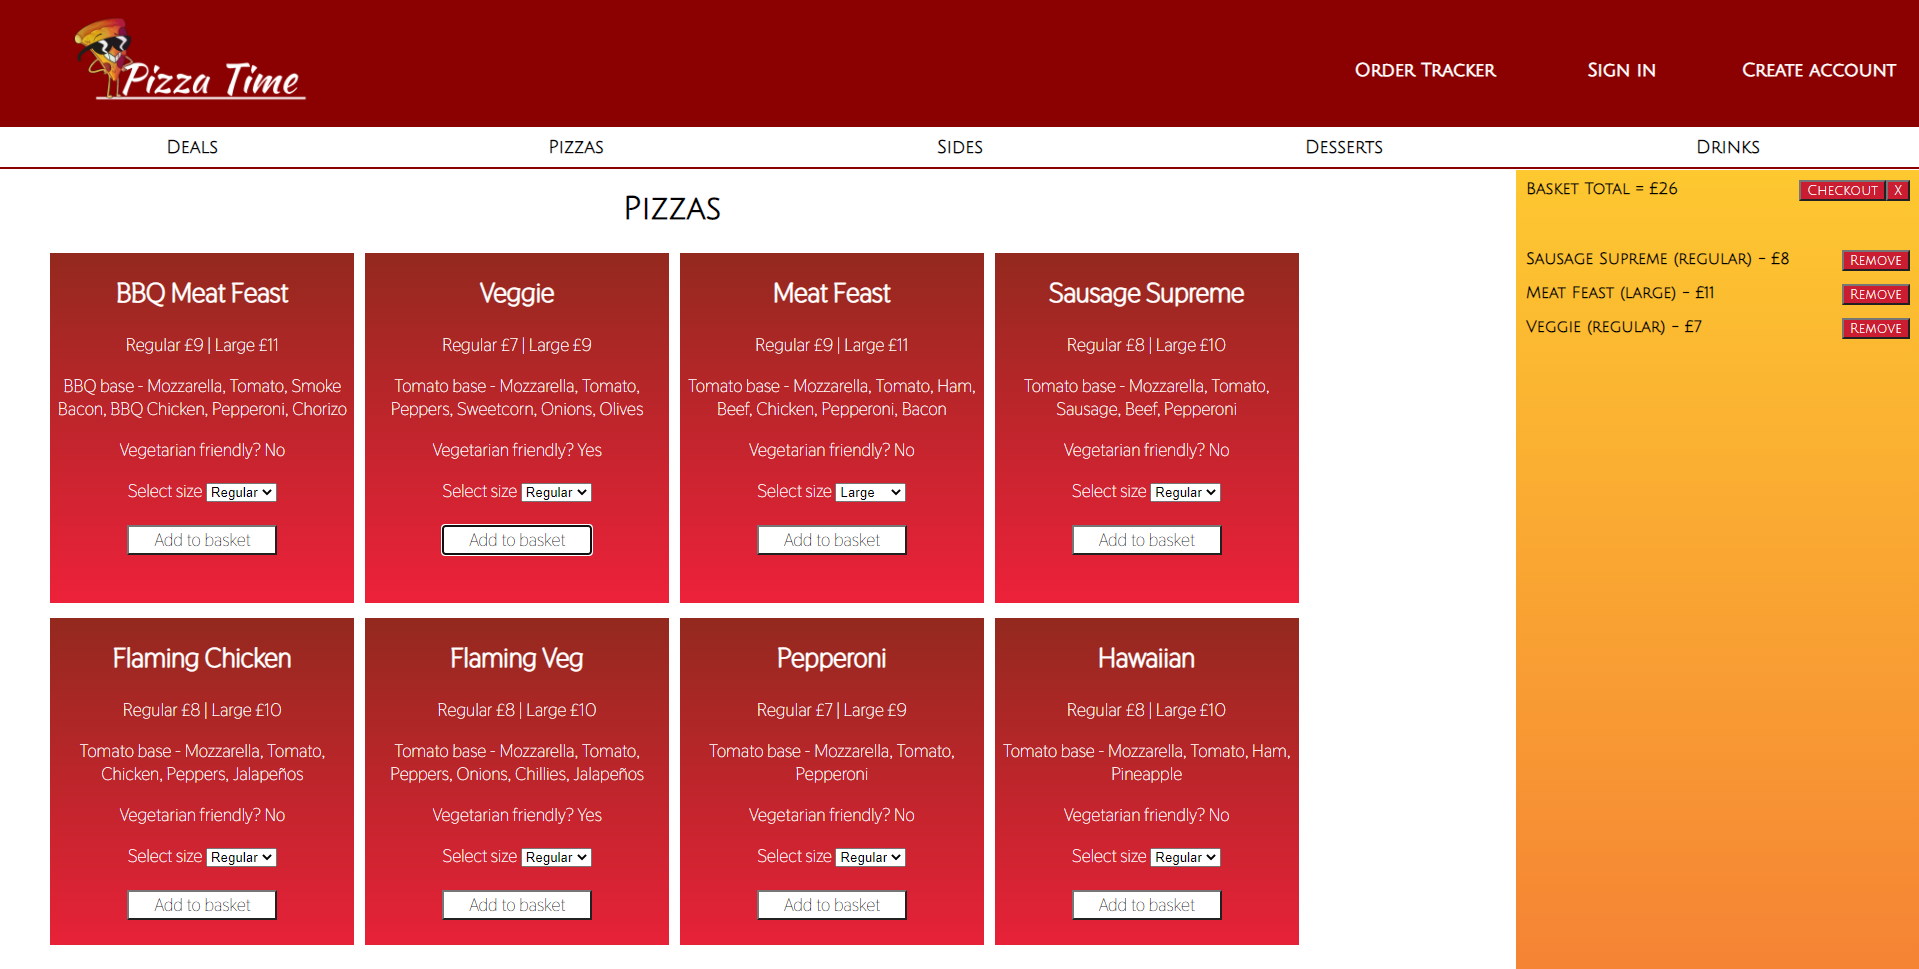 Pizza Time
Order Tracker
Sign in
Create account
Deals
Pizzas
Sides
Desserts
Drinks
Pizzas
BBQ Meat Feast
Regular £9 | Large £11
BBQ base - Mozzarella, Tomato, Smoke
Bacon, BBQ Chicken, Pepperoni, Chorizo
Vegetarian friendly? No
Select size Regular
Add to basket
Veggie
Regular £7 | Large £9
Tomato base - Mozzarella, Tomato,
Peppers, Sweetcorn, Onions, Olives
Vegetarian friendly? Yes
Select size Regular
Add to basket
Meat Feast
Regular £9 | Large £11
Tomato base - Mozzarella, Tomato, Ham,
Beef, Chicken, Pepperoni, Bacon
Vegetarian friendly? No
Select size Large
Add to basket
Sausage Supreme
Regular £8 | Large £10
Tomato base - Mozzarella, Tomato,
Sausage, Beef, Pepperoni
Vegetarian friendly? No
Select size Regular
Add to basket
Flaming Chicken
Regular £8 | Large £10
Tomato base - Mozzarella, Tomato,
Chicken, Peppers, Jalapeños
Vegetarian friendly? No
Select size Regular
Add to basket
Flaming Veg
Regular £8 | Large £10
Tomato base - Mozzarella, Tomato,
Peppers, Onions, Chillies, Jalapeños
Vegetarian friendly? Yes
Select size Regular
Add to basket
Pepperoni
Regular £7 | Large £9
Tomato base - Mozzarella, Tomato,
Pepperoni
Vegetarian friendly? No
Select size Regular
Add to basket
Hawaiian
Regular £8 | Large £10
Tomato base - Mozzarella, Tomato, Ham,
Pineapple
Vegetarian friendly? No
Select size Regular
Add to basket
Basket Total = £26
Checkout X
Sausage Supreme (regular) - £8 Remove
Meat Feast (large) - £11 Remove
Veggie (regular) - £7 Remove